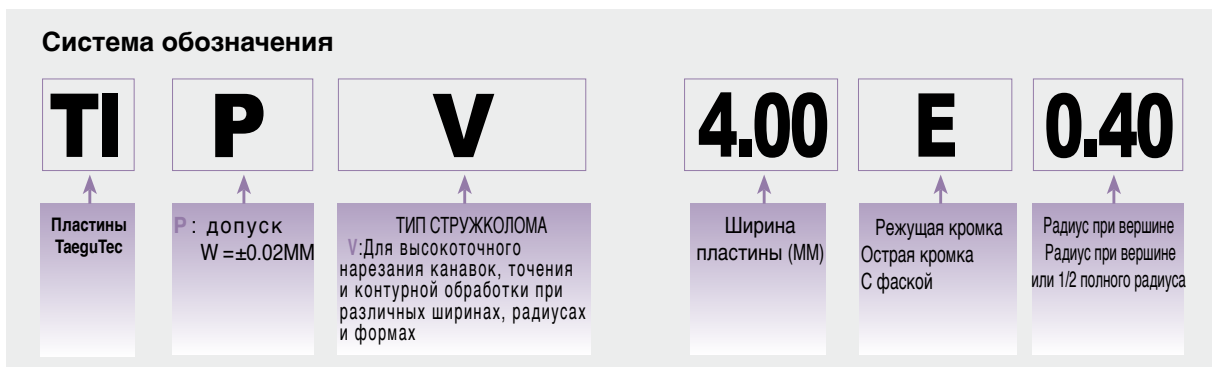 Система обозначения
TI P V 4.00 E 0.40
Пластины
TaeguTec
P: допуск
W=±0.02ММ
ТИП СТРУЖКОЛОМА
V:Для высокоточного
нарезания канавок, точения
и контурной обработки при
различных ширинах, радиусах
и формах
Ширина
пластины (ММ)
Режущая кромка
Острая кромка
С фаской
Радиус при вершине
Радиус при вершине
или 1/2 полного радиуса